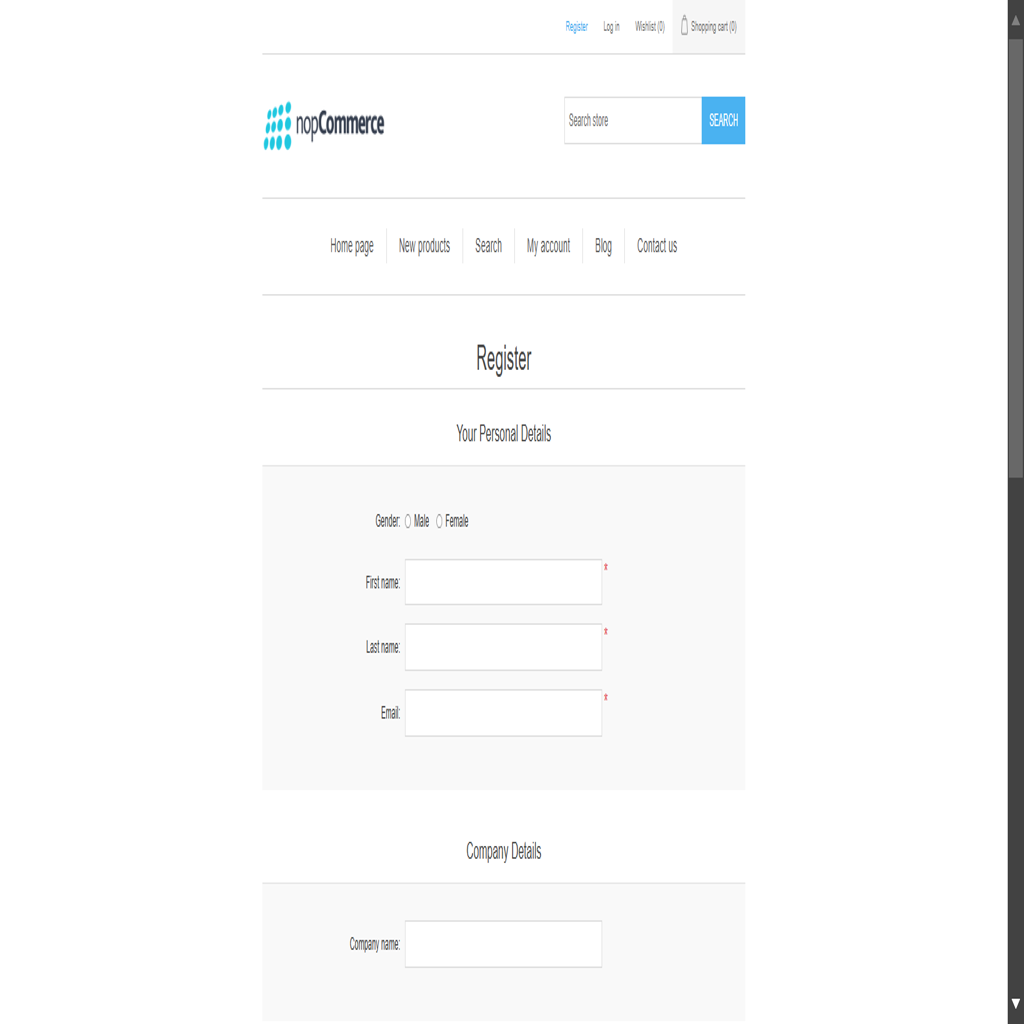 Register Log in Wishlist (0) Shopping cart (0)
nopCommerce
Search store SEARCH
Home page New products Search My account Blog Contact us
Register
Your Personal Details
Gender: Male Female
First name: *
Last name: *
Email: *
Company Details
Company name: